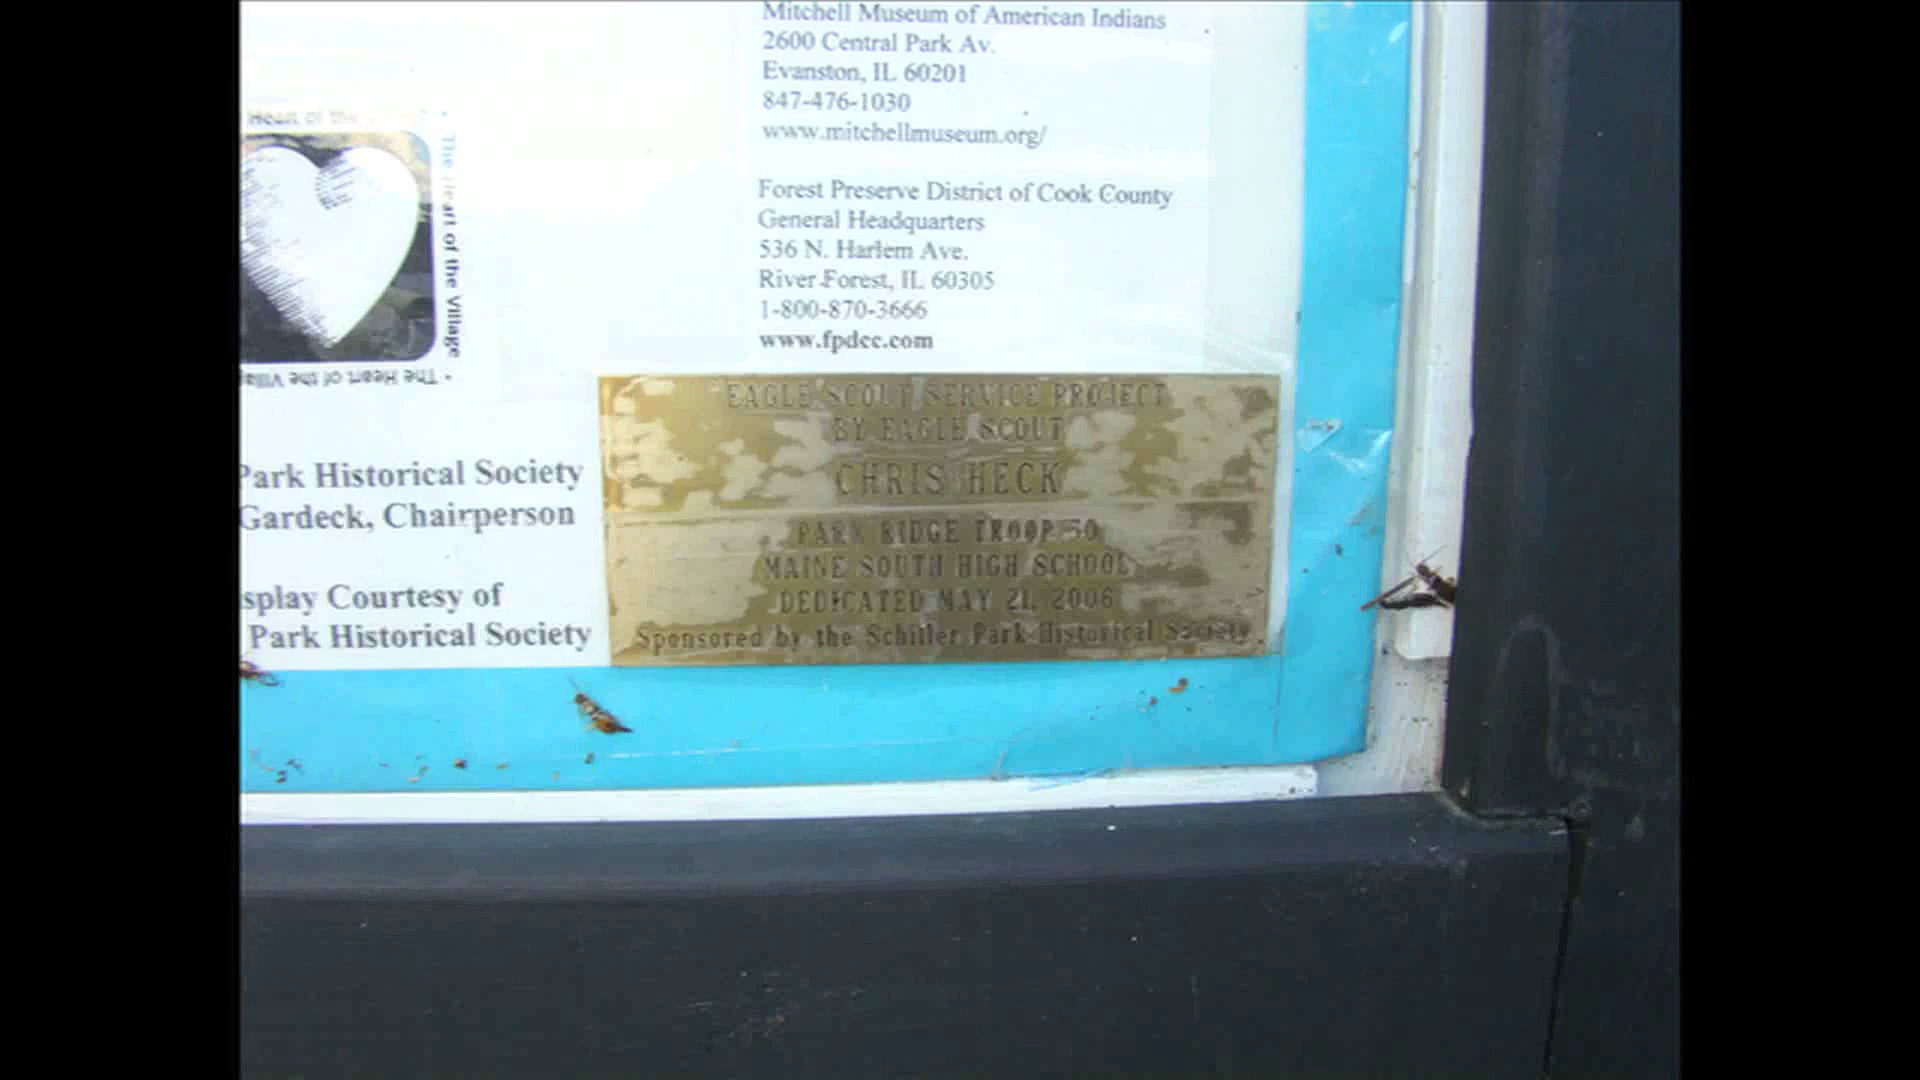 Mitchell Museum of American Indians
2600 Central Park Av.
Evanston, IL 60201
847-476-1030
www.mitchellmuseum.org/
Forest Preserve District of Cook County
General Headquarters
536 N. Harlem Ave.
River Forest, IL 60305
1-800-870-3666
www.fpdcc.com
Heart of the
• The Heart of the Village
• The Heart of the
Park Historical Society
Gardeck, Chairperson
Courtesy of
Park Historical Society
EAGLE SCOUT SERVICE PROJECT
BY EAGLE SCOUT
CHRIS HECK
PARK RIDGE TROOP 50
MAINE SOUTH HIGH SCHOOL
DEDICATED MAY 21, 2006
Sponsored by the Schiller Park Historical Society